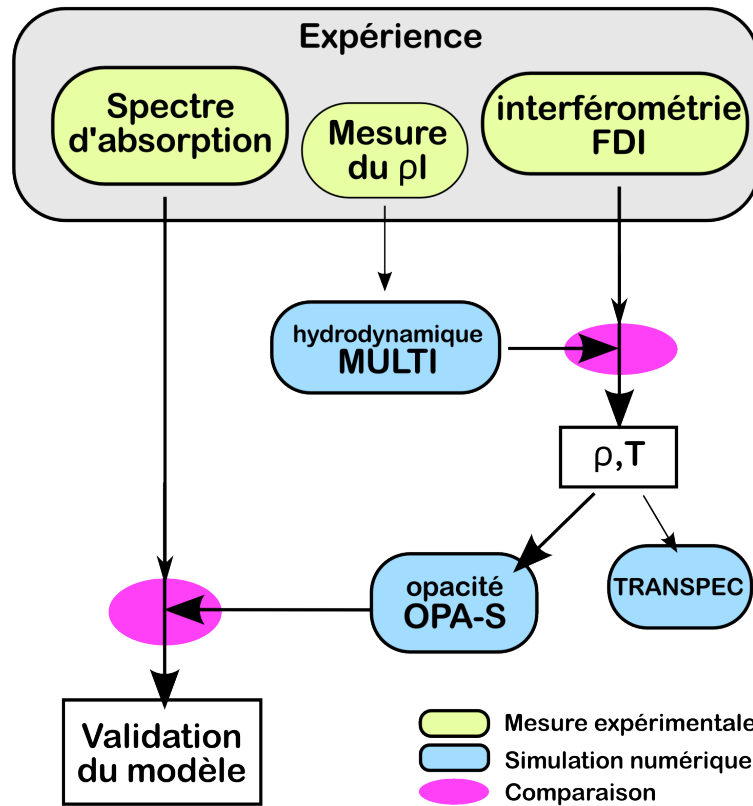 Expérience
Spectre
d'absorption
Mesure
du ρl
interférométrie
FDI
hydrodynamique
MULTI
ρ,T
opacité
OPA-S
TRANSPEC
Validation
du modèle
Mesure expérimentale
Simulation numérique
Comparaison